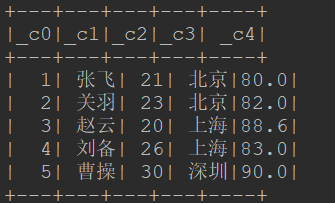 +---+----+---+----+----+
|_c0|_c1|_c2|_c3| _c4|
+---+----+---+----+----+
| 1| 张飞| 21| 北京|80.0|
| 2| 关羽| 23| 北京|82.0|
| 3| 赵云| 20| 上海|88.6|
| 4| 刘备| 26| 上海|83.0|
| 5| 曹操| 30| 深圳|90.0|
+---+----+---+----+----+